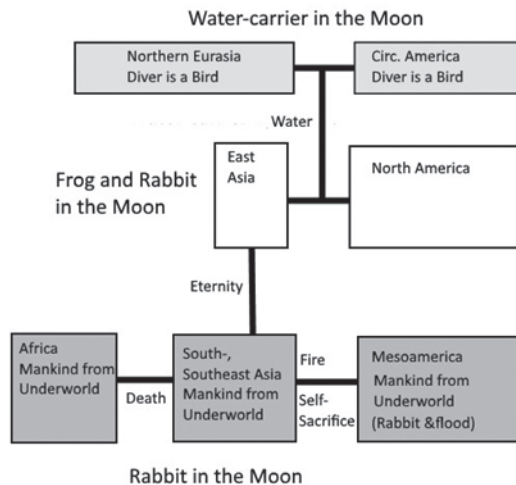 Water-carrier in the Moon
Northern Eurasia
Diver is a Bird
Circ. America
Diver is a Bird
Water
East
Asia
North America
Frog and Rabbit
in the Moon
Eternity
Africa
Mankind from
Underworld
Death
South-,
Southeast Asia
Mankind from
Underworld
Fire
Self-
Sacrifice
Mesoamerica
Mankind from
Underworld
(Rabbit &flood)
Rabbit in the Moon